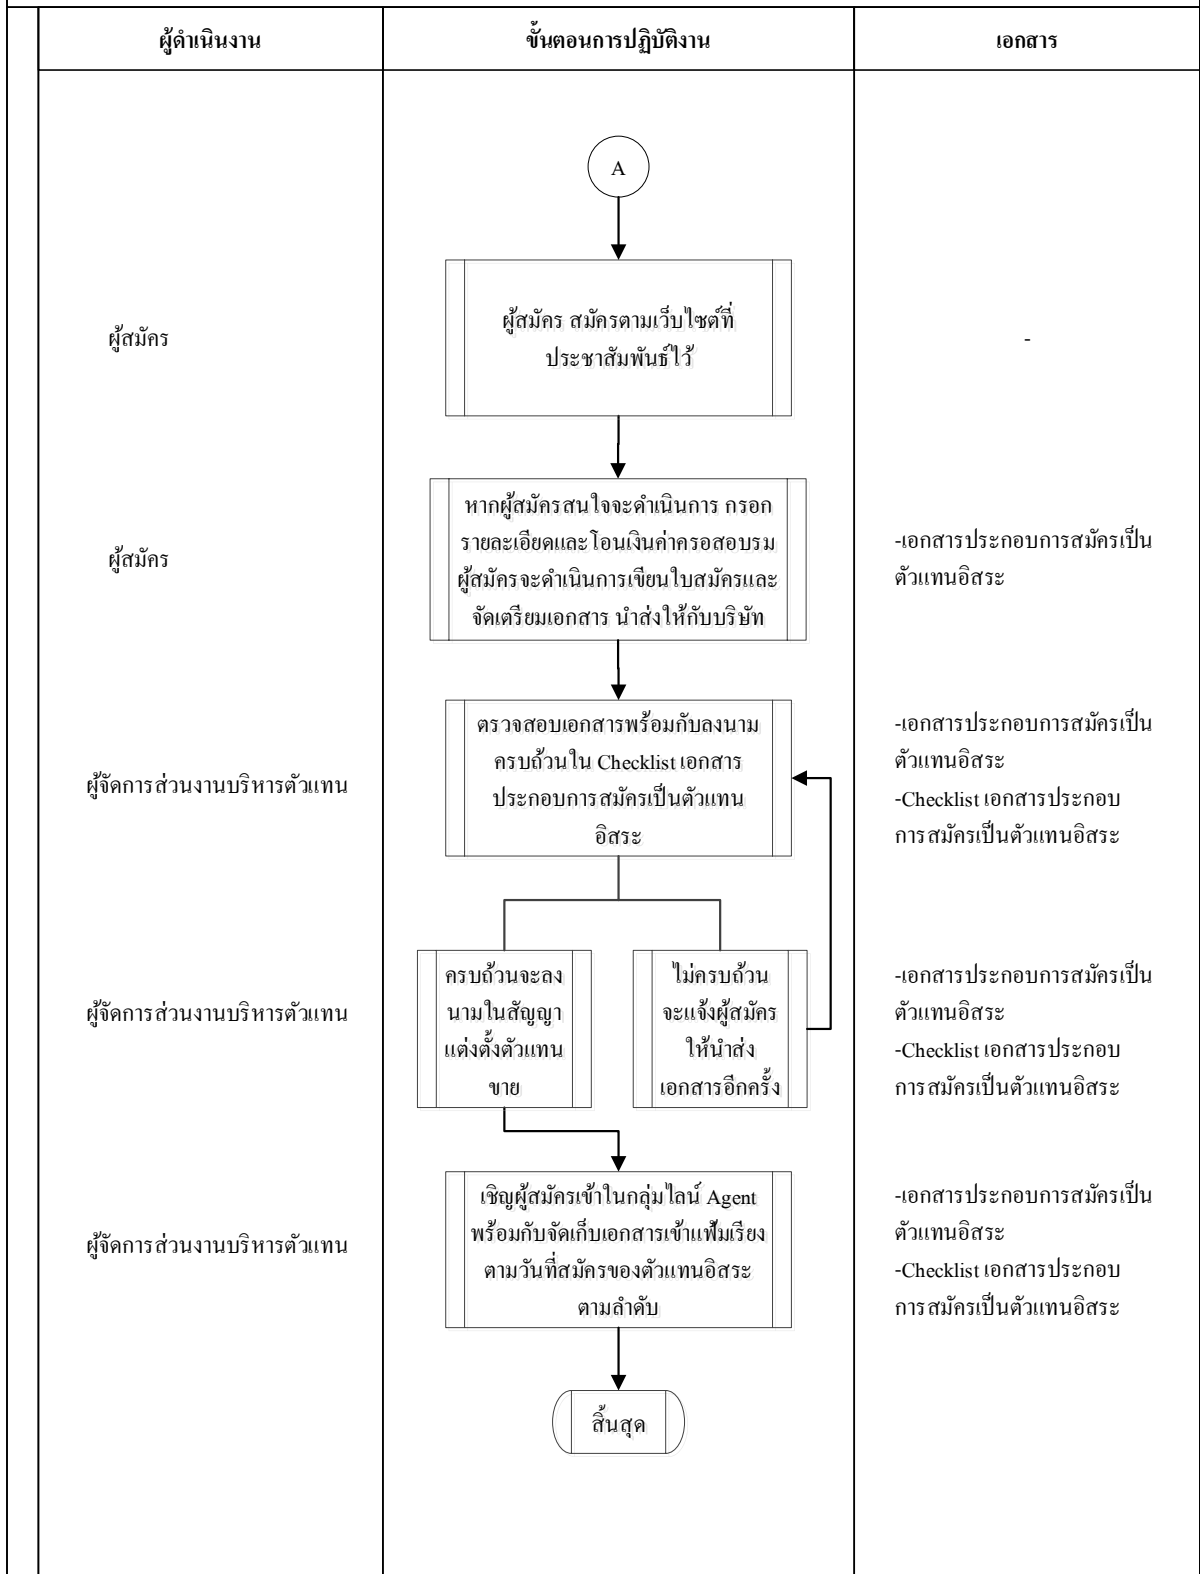 ผู้ดำเนินงาน
ขั้นตอนการปฏิบัติงาน
เอกสาร
A
ผู้สมัคร
ผู้สมัคร สมัครตามเว็บไซต์ที่
ประชาสัมพันธ์ไว้
-
ผู้สมัคร
หากผู้สมัครสนใจจะดำเนินการ กรอก
รายละเอียดและโอนเงินค่าครอสอบรม
ผู้สมัครจะดำเนินการเขียนใบสมัครและ
จัดเตรียมเอกสาร นำส่งให้กับบริษัท
-เอกสารประกอบการสมัครเป็น
ตัวแทนอิสระ
ผู้จัดการส่วนงานบริหารตัวแทน
ตรวจสอบเอกสารพร้อมกับลงนาม
ครบถ้วนใน Checklist เอกสาร
ประกอบการสมัครเป็นตัวแทน
อิสระ
-เอกสารประกอบการสมัครเป็น
ตัวแทนอิสระ
-Checklist เอกสารประกอบ
การสมัครเป็นตัวแทนอิสระ
ผู้จัดการส่วนงานบริหารตัวแทน
ครบถ้วนจะลง
นามในสัญญา
แต่งตั้งตัวแทน
ขาย
ไม่ครบถ้วน
จะแจ้งผู้สมัคร
ให้นำส่ง
เอกสารอีกครั้ง
-เอกสารประกอบการสมัครเป็น
ตัวแทนอิสระ
-Checklist เอกสารประกอบ
การสมัครเป็นตัวแทนอิสระ
ผู้จัดการส่วนงานบริหารตัวแทน
เชิญผู้สมัครเข้าในกลุ่มไลน์ Agent
พร้อมกับจัดเก็บเอกสารเข้าแฟ้มเรียง
ตามวันที่สมัครของตัวแทนอิสระ
ตามลำดับ
-เอกสารประกอบการสมัครเป็น
ตัวแทนอิสระ
-Checklist เอกสารประกอบ
การสมัครเป็นตัวแทนอิสระ
สิ้นสุด